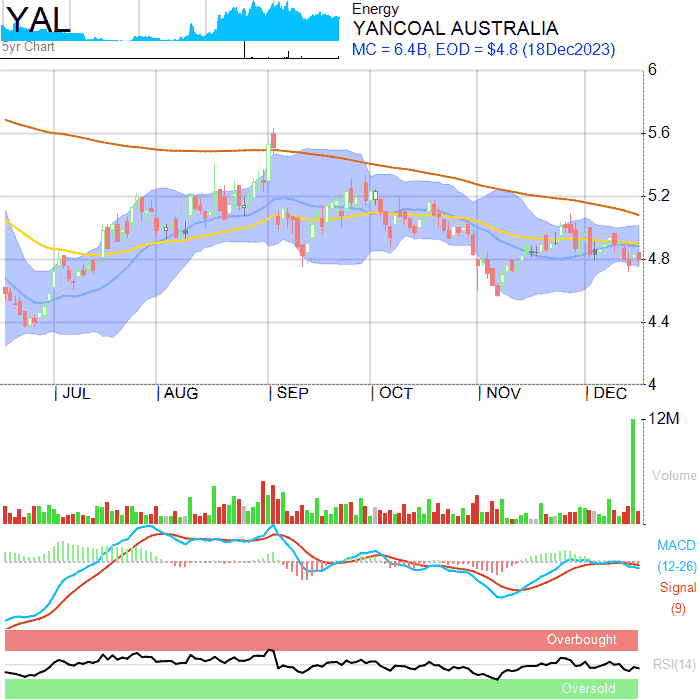 YAL
5yr Chart
Energy
YANCOAL AUSTRALIA
MC = 6.4B, EOD = $4.8 (18Dec2023)
6
5.6
5.2
4.8
4.4
4
JUL AUG SEP OCT NOV DEC
12M
Volume
MACD
(12-26)
Signal
(9)
Overbought
RSI(14)
Oversold